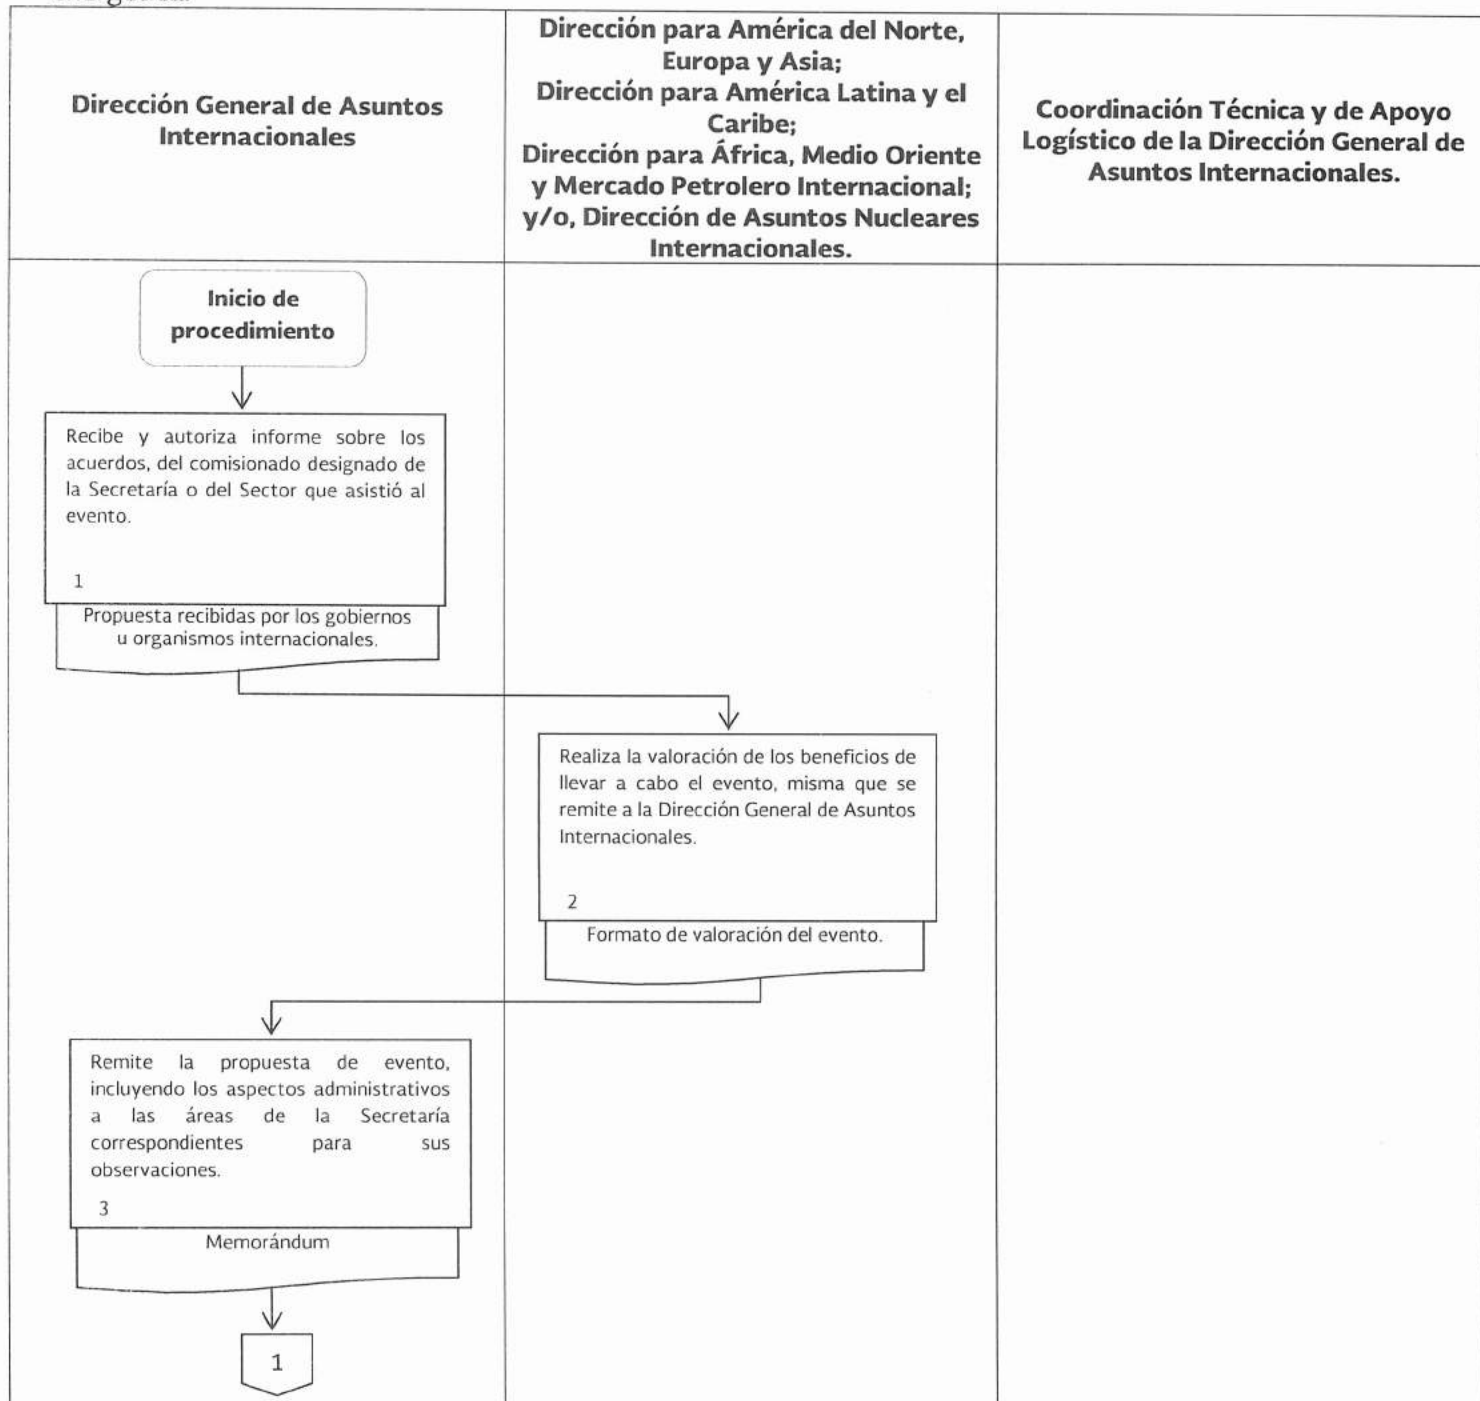 Dirección General de Asuntos
Internacionales
Dirección para América del Norte,
Europa y Asia;
Dirección para América Latina y el
Caribe;
Dirección para África, Medio Oriente
y Mercado Petrolero Internacional;
y/o, Dirección de Asuntos Nucleares
Internacionales.
Coordinación Técnica y de Apoyo
Logístico de la Dirección General de
Asuntos Internacionales.
Inicio de
procedimiento
Recibe y autoriza informe sobre los
acuerdos, del comisionado designado de
la Secretaría o del Sector que asistió al
evento.
1
Propuesta recibidas por los gobiernos
u organismos internacionales.
Realiza la valoración de los beneficios de
llevar a cabo el evento, misma que se
remite a la Dirección General de Asuntos
Internacionales.
2
Formato de valoración del evento.
Remite la propuesta de evento,
incluyendo los aspectos administrativos
a las áreas de la Secretaría
correspondientes para sus
observaciones.
3
Memorándum
1